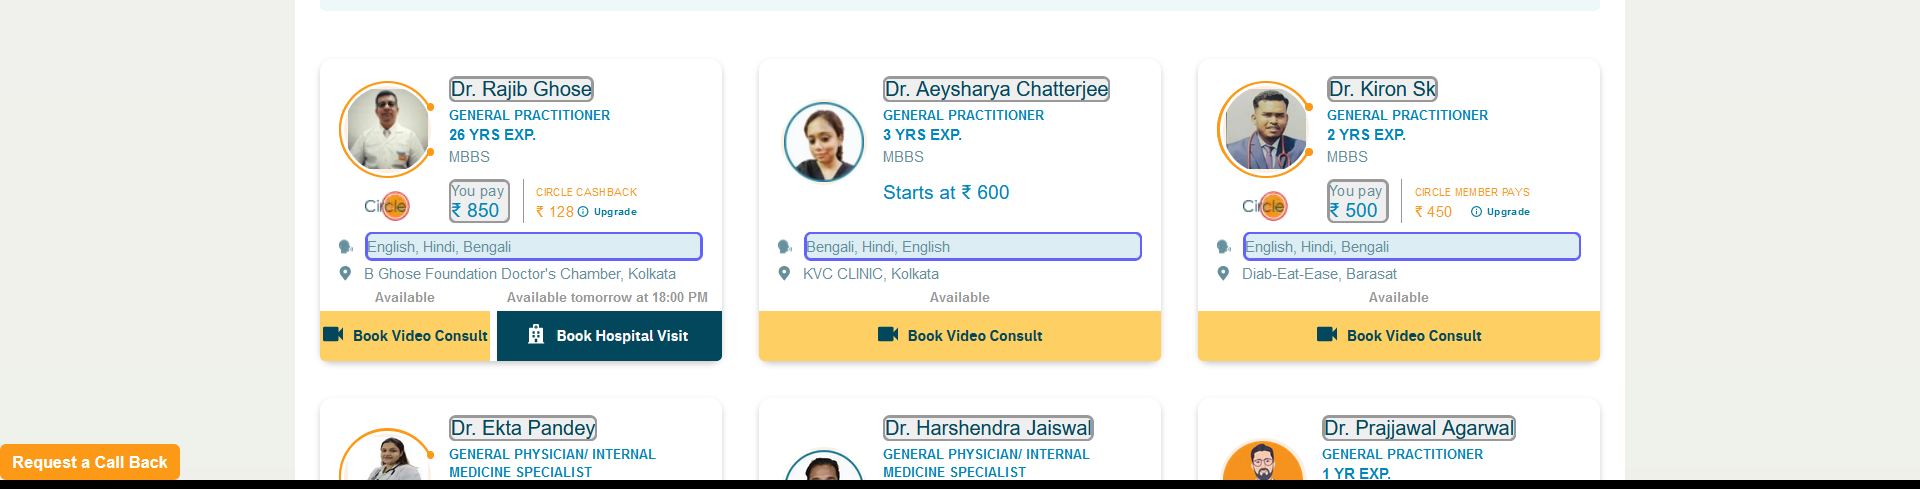 Dr. Rajib Ghose
GENERAL PRACTITIONER
26 YRS EXP.
MBBS
Circle
You pay
₹ 850
CIRCLE CASHBACK
₹ 128 Upgrade
English, Hindi, Bengali
B Ghose Foundation Doctor's Chamber, Kolkata
Available
Available tomorrow at 18:00 PM
Book Video Consult
Book Hospital Visit
Dr. Aeysharya Chatterjee
GENERAL PRACTITIONER
3 YRS EXP.
MBBS
Starts at ₹ 600
Bengali, Hindi, English
KVC CLINIC, Kolkata
Available
Book Video Consult
Dr. Kiron Sk
GENERAL PRACTITIONER
2 YRS EXP.
MBBS
Circle
You pay
₹ 500
CIRCLE MEMBER PAYS
₹ 450 Upgrade
English, Hindi, Bengali
Diab-Eat-Ease, Barasat
Available
Book Video Consult
Dr. Ekta Pandey
GENERAL PHYSICIAN/ INTERNAL
MEDICINE SPECIALIST
Dr. Harshendra Jaiswal
GENERAL PHYSICIAN/ INTERNAL
MEDICINE SPECIALIST
Dr. Prajjawal Agarwal
GENERAL PRACTITIONER
1 YR EXP.
Request a Call Back